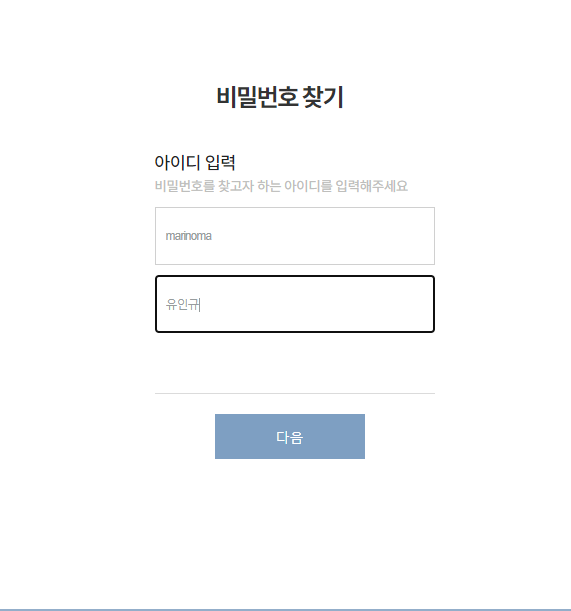 비밀번호 찾기
아이디 입력
비밀번호를 찾고자 하는 아이디를 입력해주세요
marinoma
유인규
다음